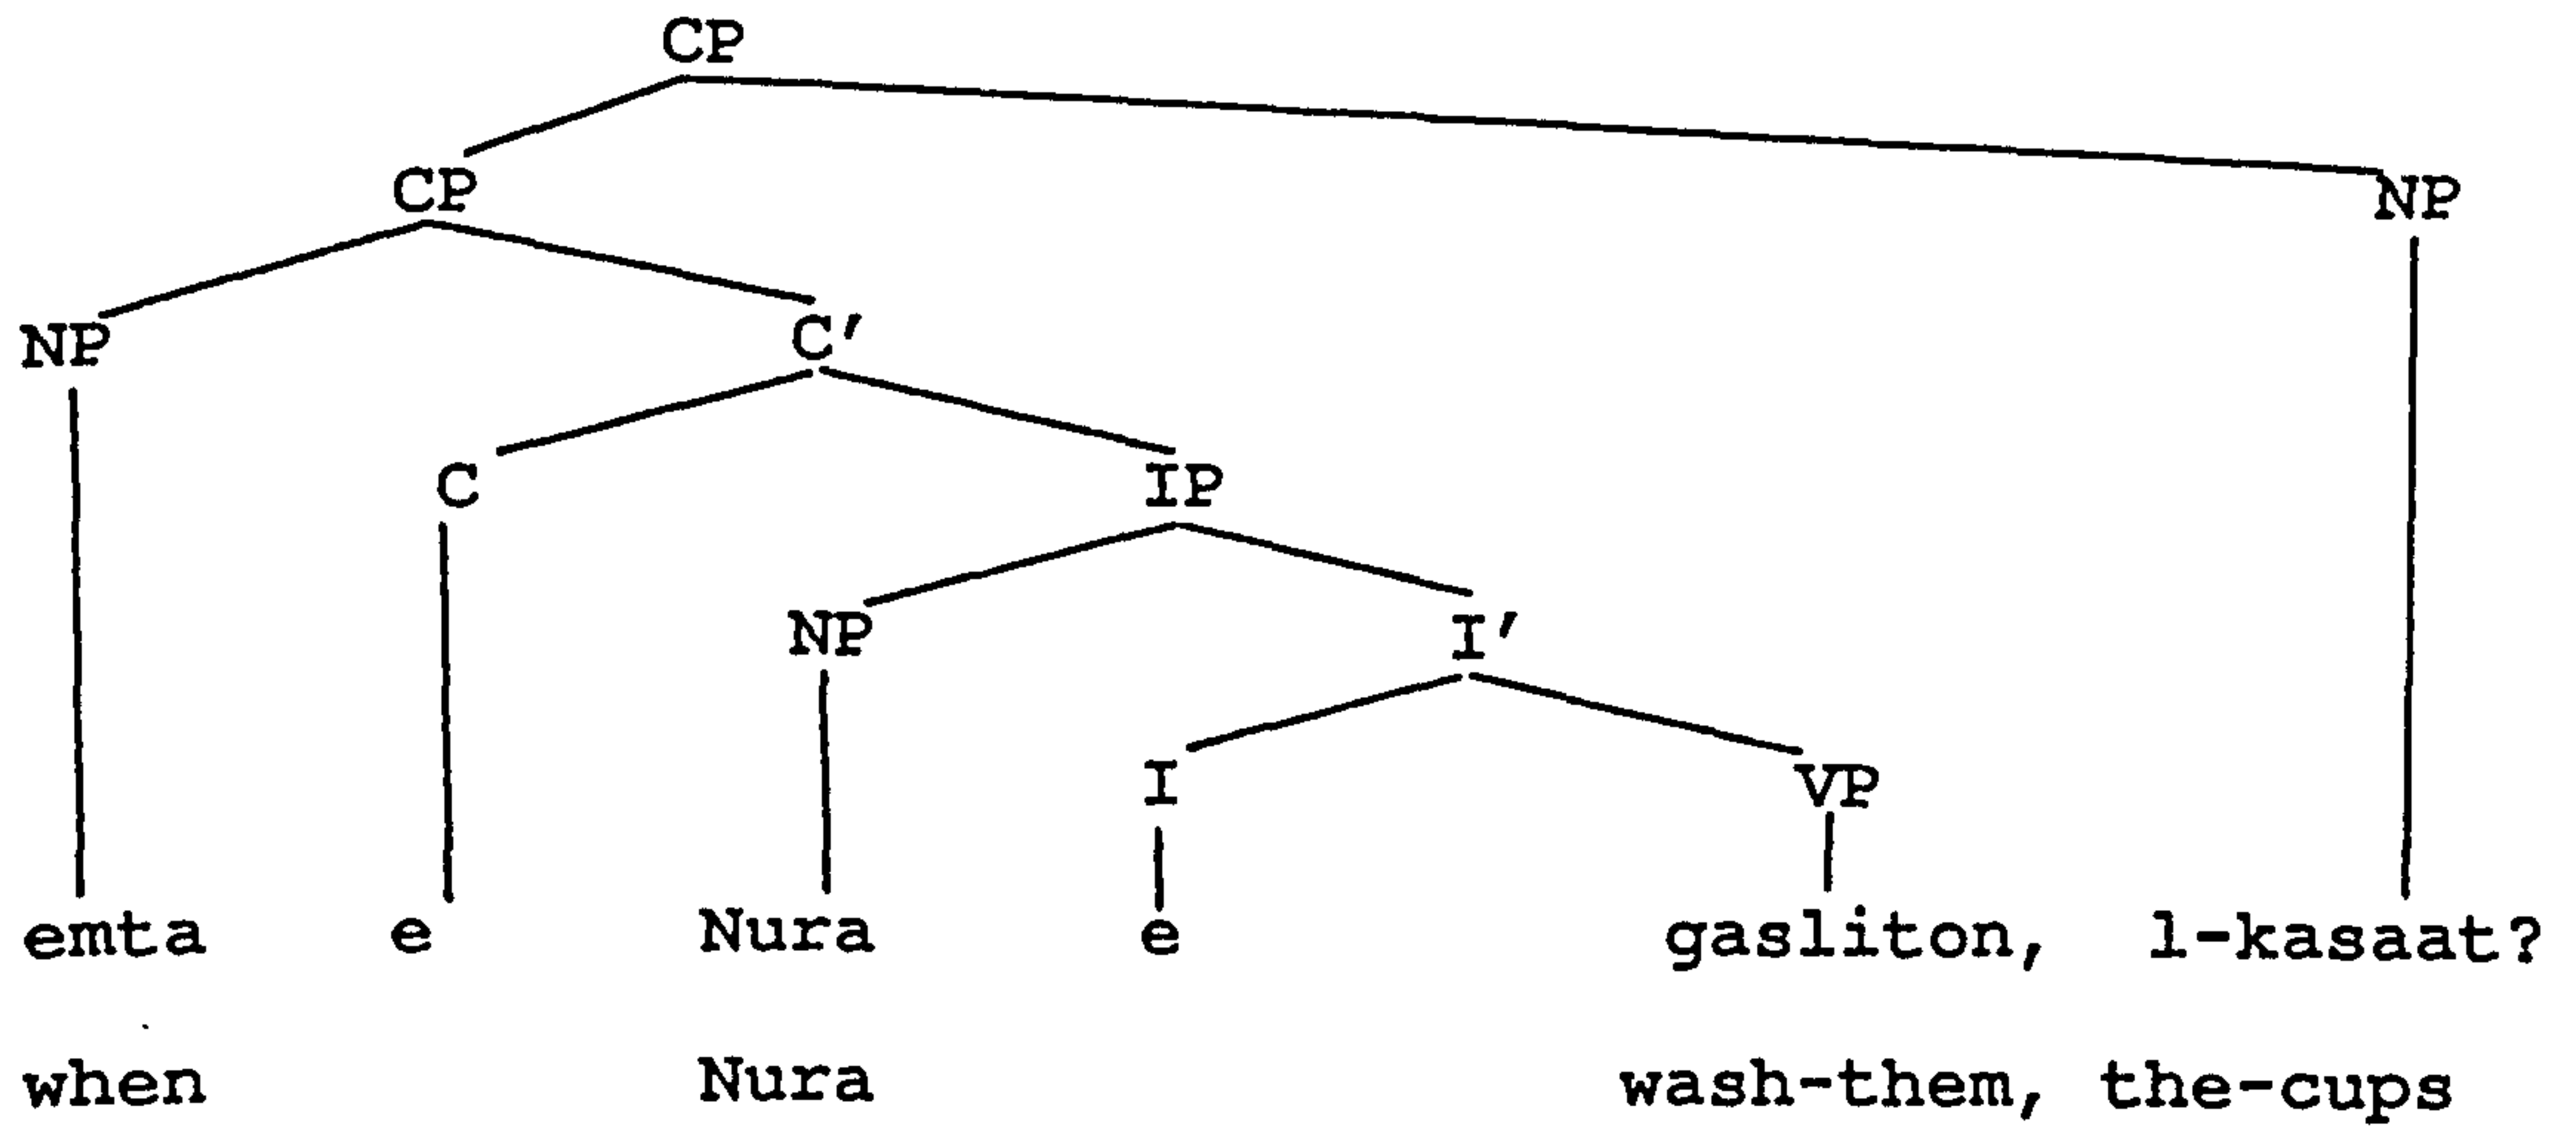 CP
CP NP
NP C'
C IP
NP I'
I VP
emta e Nura e gasliton, l-kasaat?
when Nura wash-them, the-cups